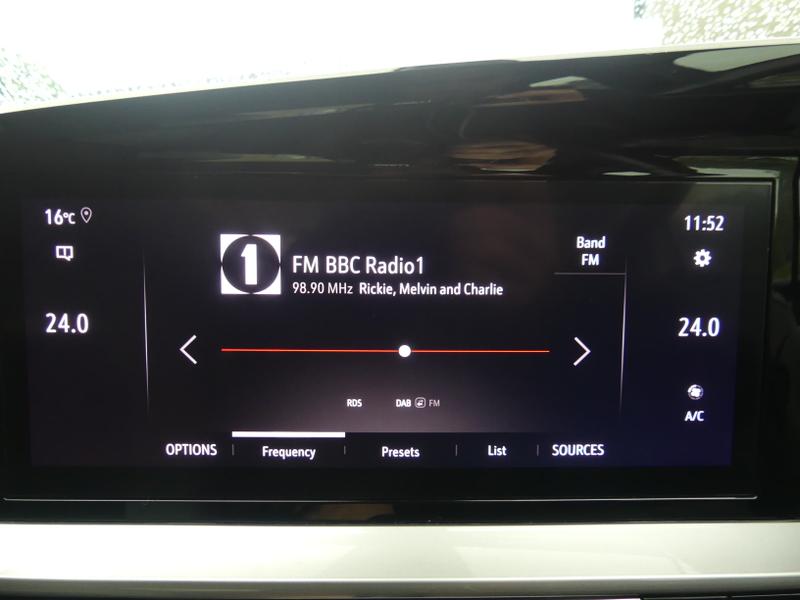 16°C
11:52
1
FM BBC Radio1
98.90 MHz Rickie, Melvin and Charlie
Band
FM
24.0
24.0
RDS DAB FM
A/C
OPTIONS Frequency Presets List SOURCES